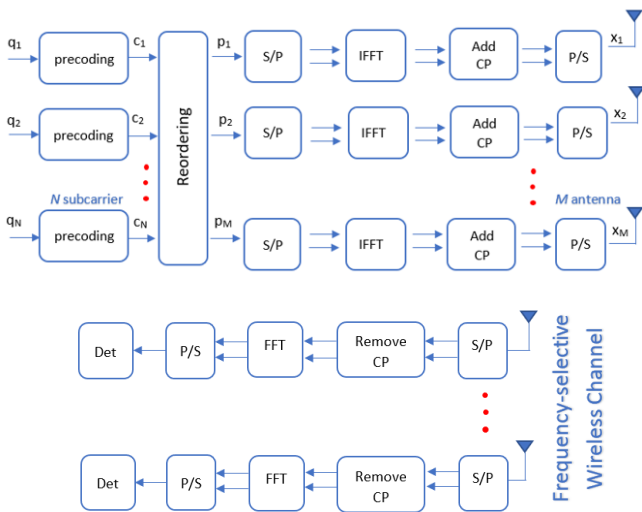 q1 precoding c1 p1 S/P IFFT Add CP P/S x1
q2 precoding c2 p2 S/P IFFT Add CP P/S x2
Reordering
N subcarrier M antenna
qN precoding cN pM S/P IFFT Add CP P/S xM
Det P/S FFT Remove CP S/P
Det P/S FFT Remove CP S/P
Frequency-selective
Wireless Channel